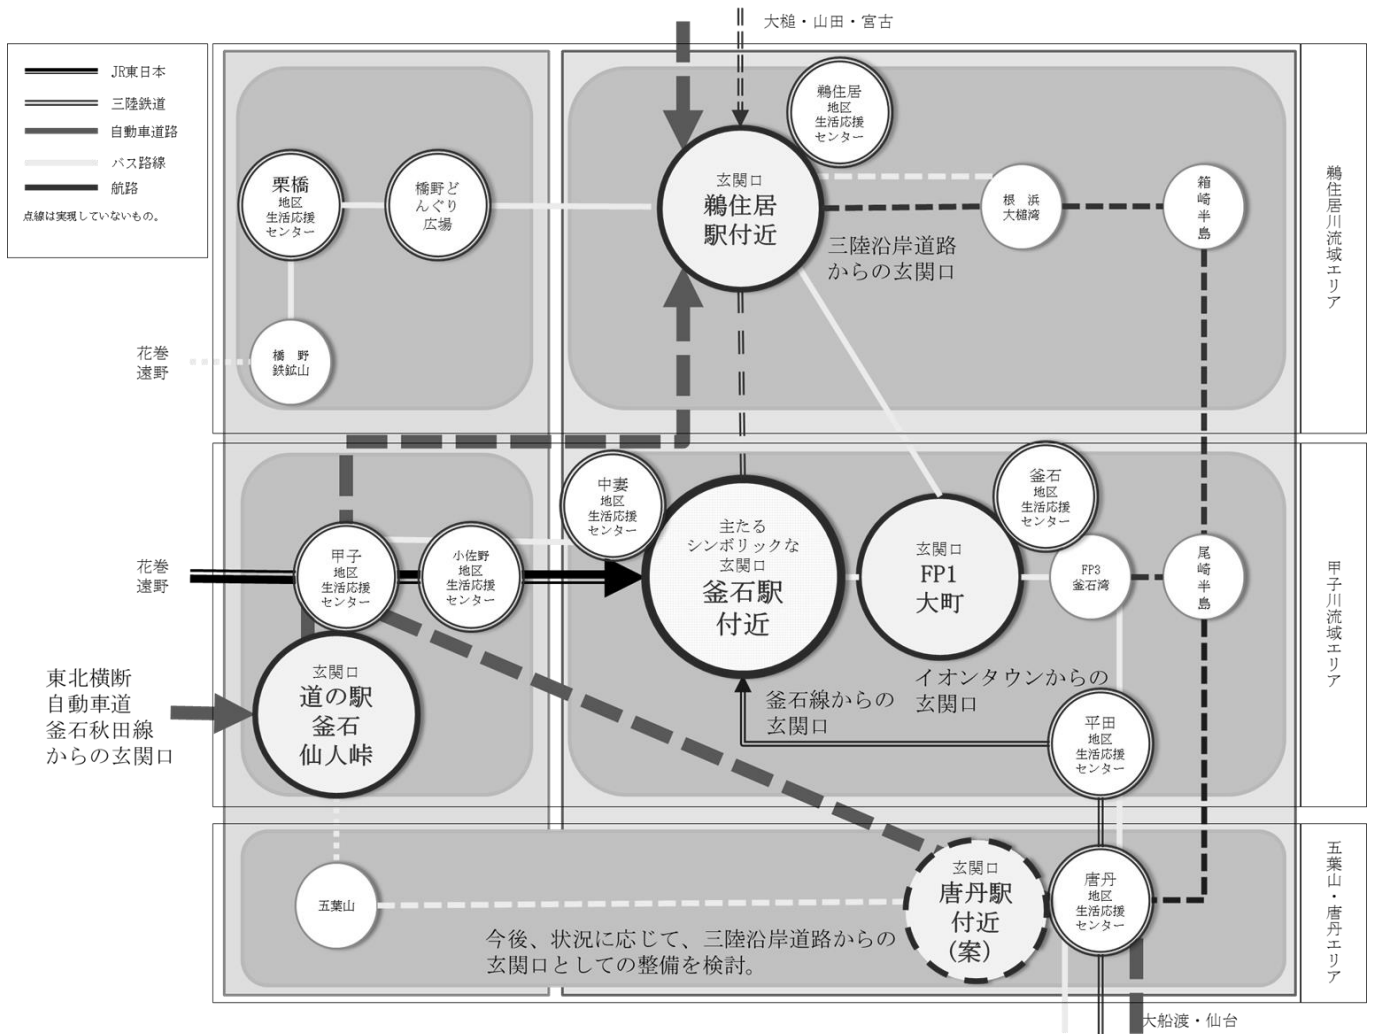 大槌・山田・宮古
JR東日本
三陸鉄道
自動車道路
バス路線
航路
点線は実現していないもの。
鵜住居
地区
生活応援
センター
栗橋
地区
生活応援
センター
橋野ど
んぐり
広場
玄関口
鵜住居
駅付近
根　浜
大槌湾
箱崎半島
三陸沿岸道路
からの玄関口
鵜住居川流域エリア
花巻
遠野
橋　野
鉄鉱山
中妻
地区
生活応援
センター
釜石
地区
生活応援
センター
主たる
シンボリックな
玄関口
釜石駅
付近
玄関口
FP1
大町
FP3
釜石湾
尾崎半島
花巻
遠野
甲子
地区
生活応援
センター
小佐野
地区
生活応援
センター
甲子川流域エリア
東北横断
自動車道
釜石秋田線
からの玄関口
玄関口
道の駅
釜石
仙人峠
釜石線からの
玄関口
イオンタウンからの
玄関口
平田
地区
生活応援
センター
五葉山
玄関口
唐丹駅
付近
(案)
唐丹
地区
生活応援
センター
五葉山・唐丹エリア
今後、状況に応じて、三陸沿岸道路からの
玄関口としての整備を検討。
大船渡・仙台